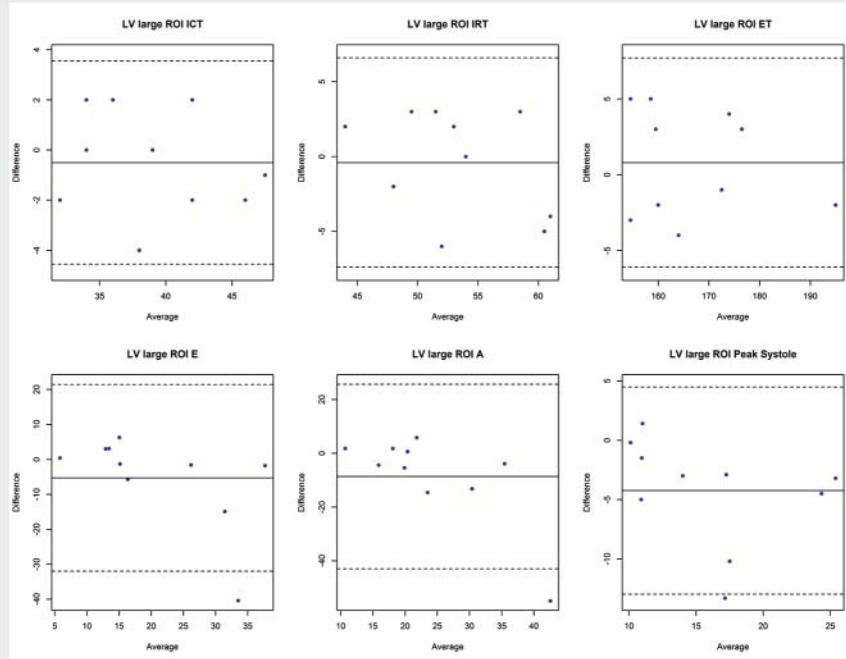 LV large ROI ICT
4
2
0
-2
-4
Difference
35 40 45
Average
LV large ROI IRT
5
0
-5
Difference
45 50 55 60
Average
LV large ROI ET
5
0
-5
Difference
160 170 180 190
Average
LV large ROI E
20
10
0
-10
-20
-30
-40
Difference
5 10 15 20 25 30 35
Average
LV large ROI A
20
0
-20
-40
Difference
10 15 20 25 30 35 40
Average
LV large ROI Peak Systole
5
0
-5
-10
Difference
10 15 20 25
Average